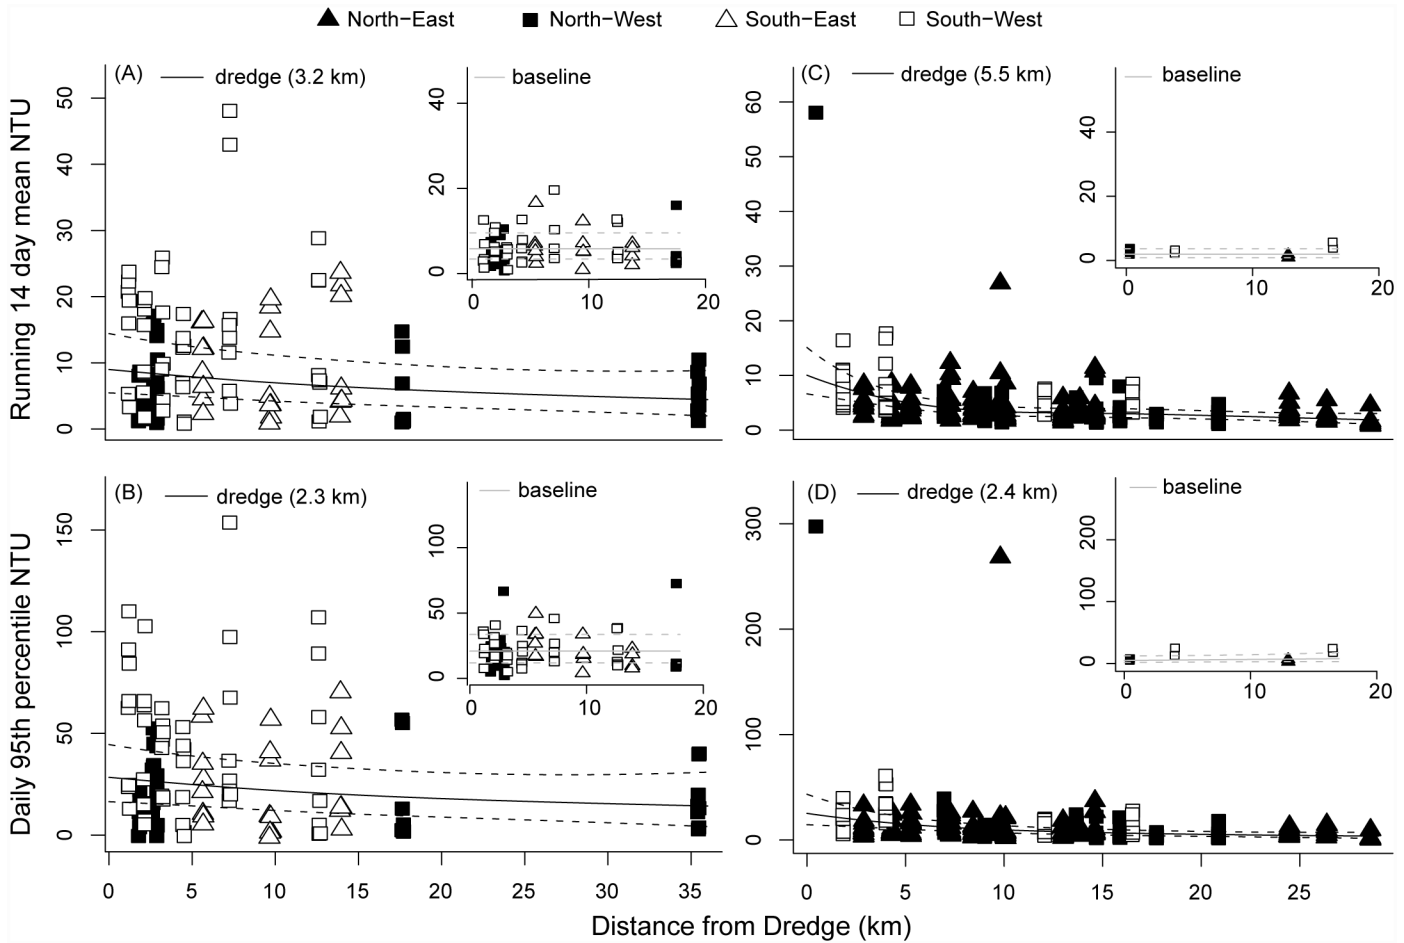 North−East North−West South−East South−West
(A) dredge (3.2 km) baseline
0 10 20 30 40 50
0 20 40
0 10 20
Running 14 day mean NTU
(C) dredge (5.5 km) baseline
0 10 20 30 40 50 60
0 20 40
0 10 20
(B) dredge (2.3 km) baseline
0 50 100 150
0 50 100
0 10 20
Daily 95th percentile NTU
0 5 10 15 20 25 30 35
(D) dredge (2.4 km) baseline
0 100 200 300
0 100 200
0 10 20
0 5 10 15 20 25
Distance from Dredge (km)